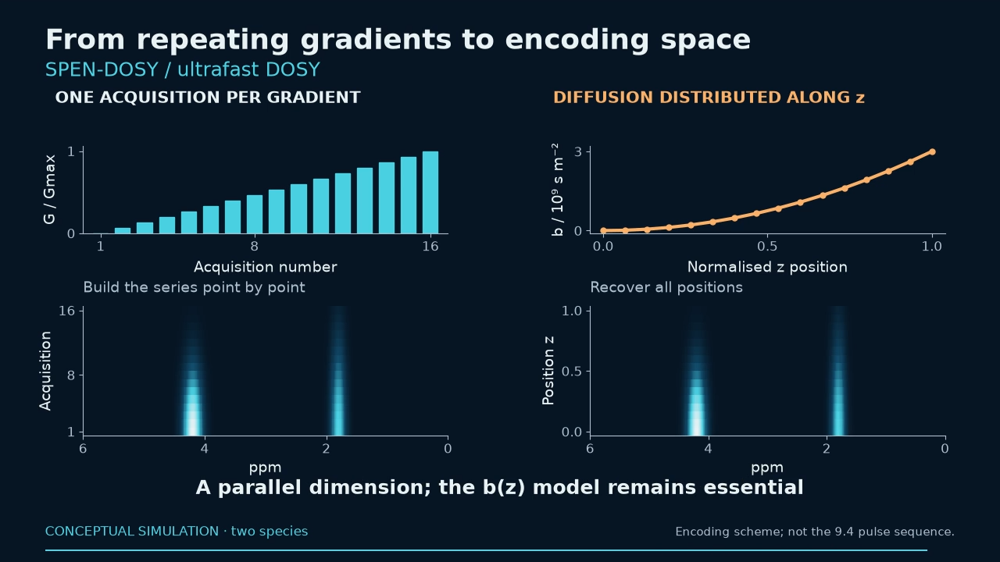 From repeating gradients to encoding space
SPEN-DOSY / ultrafast DOSY
ONE ACQUISITION PER GRADIENT
G / Gmax
1
0
1 8 16
Acquisition number
Build the series point by point
Acquisition
16
8
1
6 4 2 0
ppm
DIFFUSION DISTRIBUTED ALONG z
b / 10⁹ s m⁻²
3
0
0.0 0.5 1.0
Normalised z position
Recover all positions
Position z
1.0
0.5
0.0
6 4 2 0
ppm
A parallel dimension; the b(z) model remains essential
CONCEPTUAL SIMULATION · two species
Encoding scheme; not the 9.4 pulse sequence.